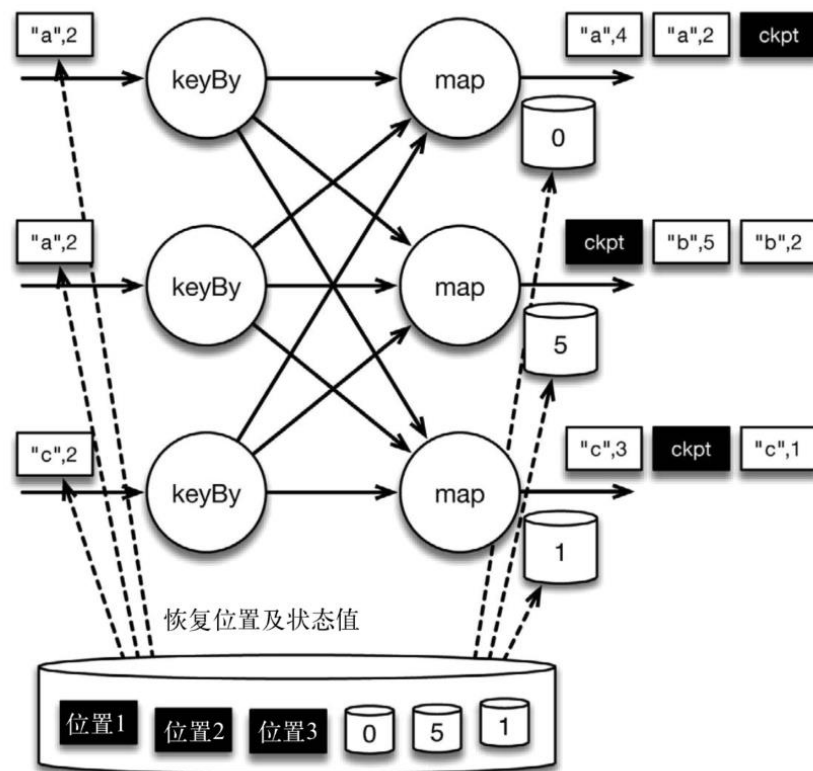 "a",2
"a",4 "a",2 ckpt
keyBy map
0
"a",2
ckpt "b",5 "b",2
keyBy map
5
"c",2
"c",3 ckpt "c",1
keyBy map
1
恢复位置及状态值
位置1 位置2 位置3 0 5 1